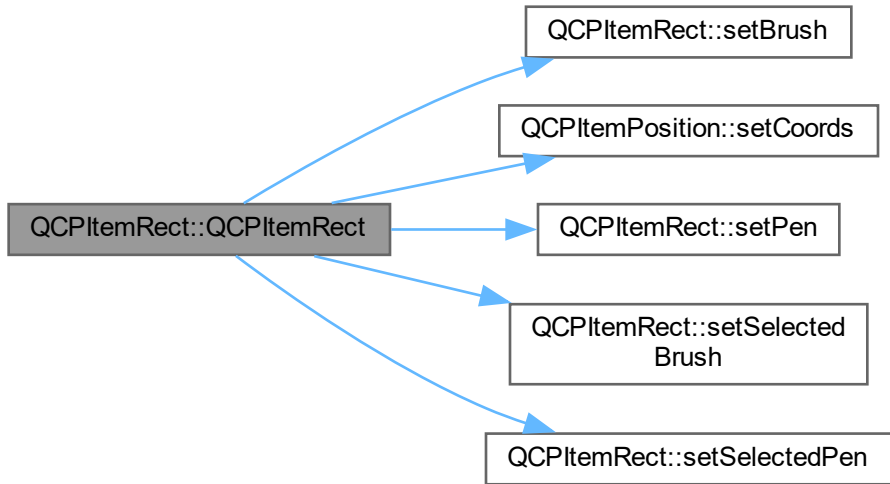 QCPItemRect::setBrush
QCPItemPosition::setCoords
QCPItemRect::QCPItemRect
QCPItemRect::setPen
QCPItemRect::setSelected
Brush
QCPItemRect::setSelectedPen